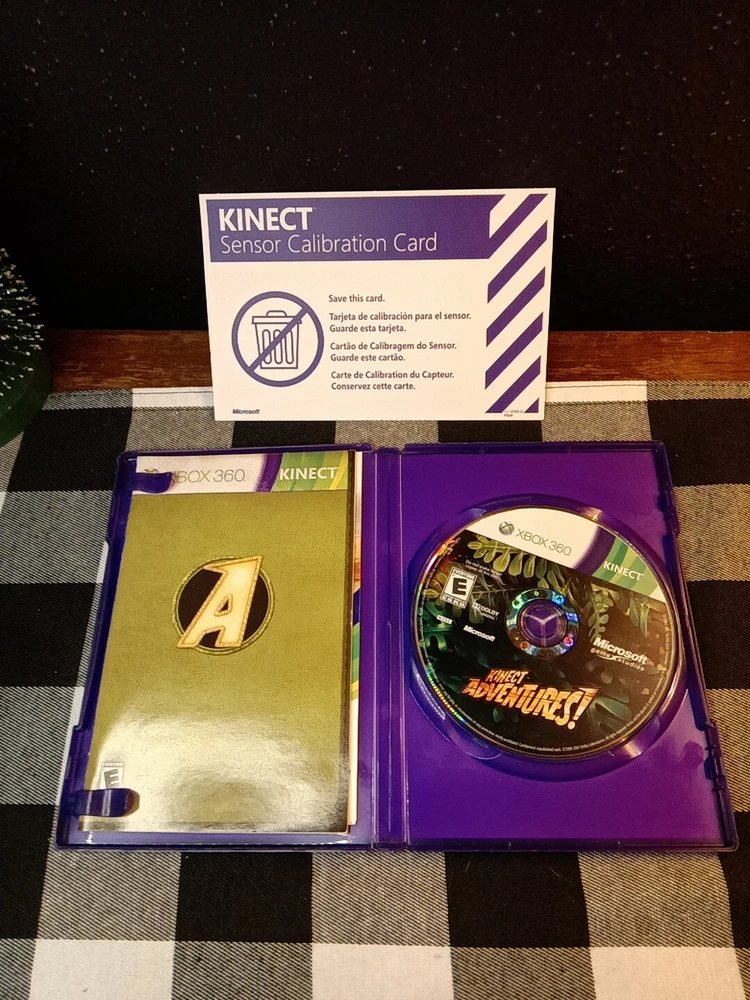 KINECT
Sensor Calibration Card
Save this card.
Tarjeta de calibración para el sensor.
Guarde esta tarjeta.
Cartão de Calibragem do Sensor.
Guarde este cartão.
Carte de Calibration du Capteur.
Conservez cette carte.
Microsoft
XBOX 360
KINECT
A
E
XBOX 360
KINECT
EVERYONE
E
DOLBY
Microsoft
Microsoft
game studios
KINECT
ADVENTURES!